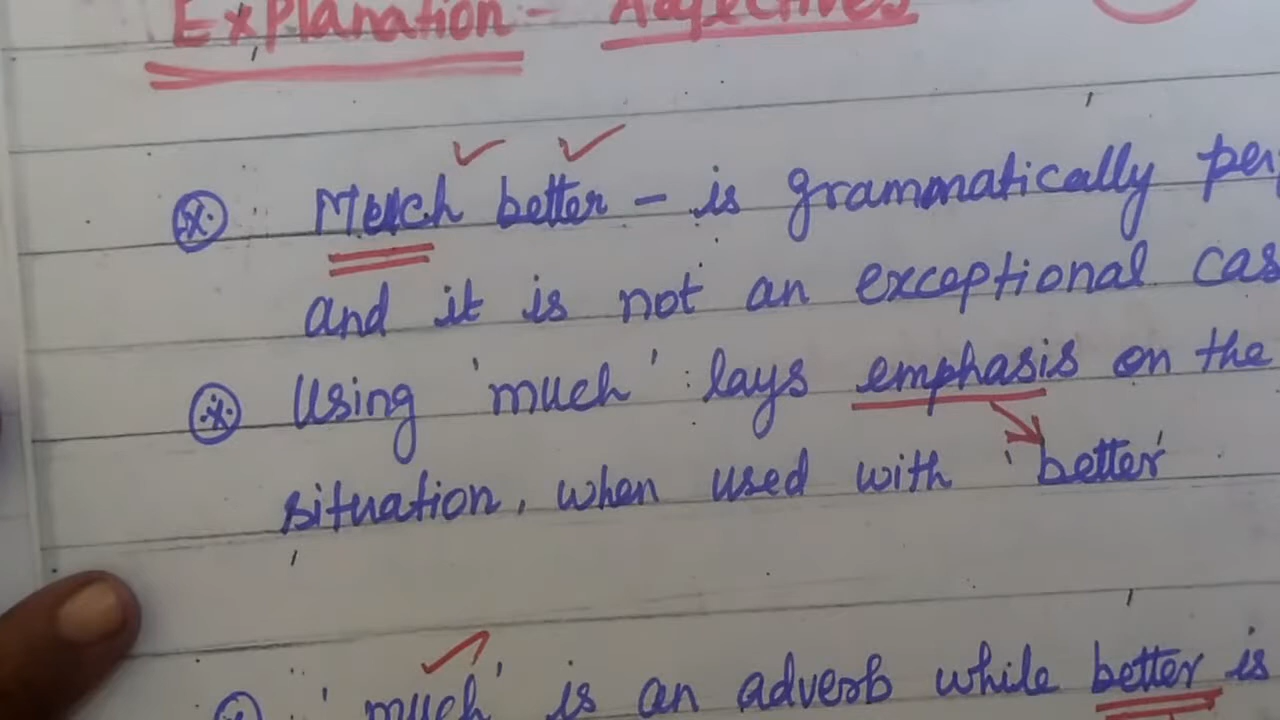 Explanation - Adjectives
Much better - is grammatically
and it is not an exceptional
Using 'much' lays emphasis on the
situation, when used with 'better'
'much' is an adverb while better is